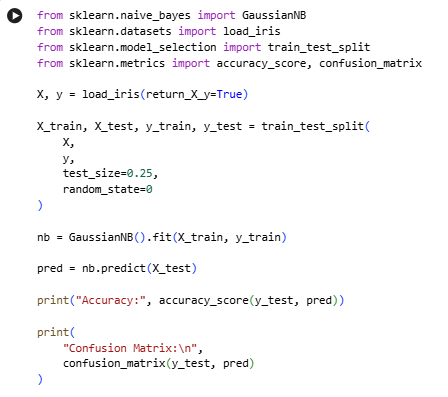 from sklearn.naive_bayes import GaussianNB
from sklearn.datasets import load_iris
from sklearn.model_selection import train_test_split
from sklearn.metrics import accuracy_score, confusion_matrix

X, y = load_iris(return_X_y=True)

X_train, X_test, y_train, y_test = train_test_split(
    X,
    y,
    test_size=0.25,
    random_state=0
)

nb = GaussianNB().fit(X_train, y_train)

pred = nb.predict(X_test)

print("Accuracy:", accuracy_score(y_test, pred))

print(
    "Confusion Matrix:\n",
    confusion_matrix(y_test, pred)
)